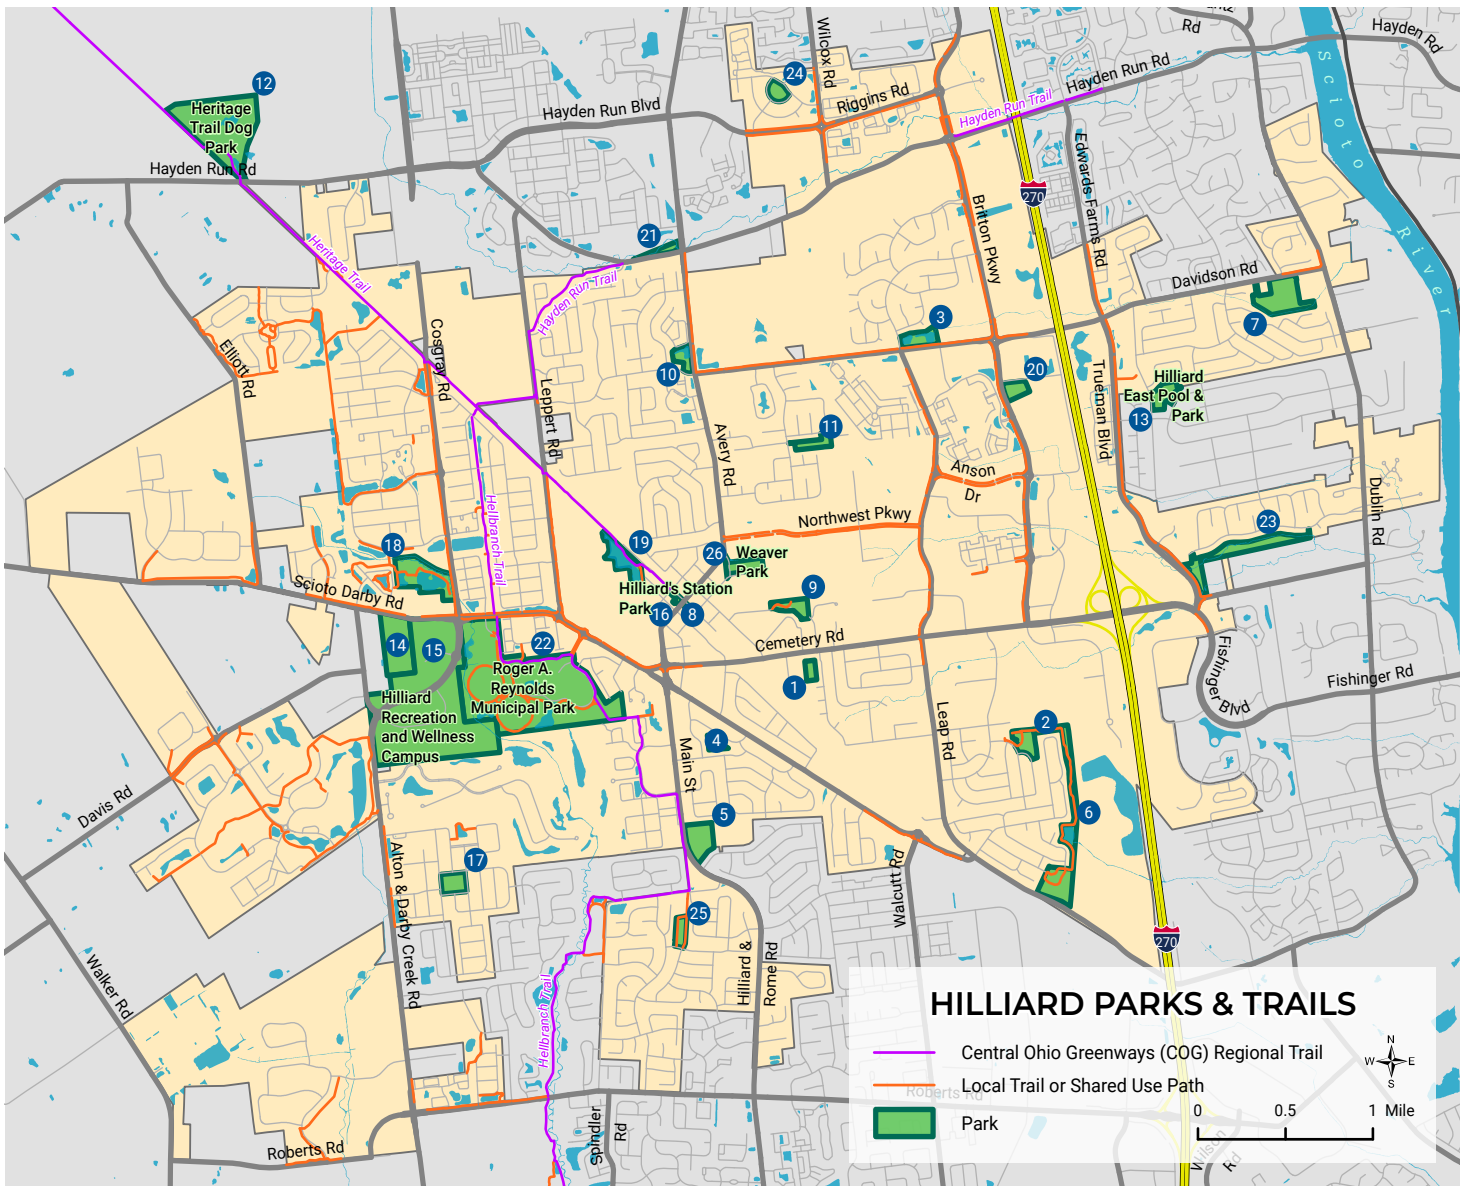 Rd
Hayden Rd
Wilcox Rd
Hayden Run Rd
24
12
Heritage
Trail Dog
Park
Hayden Run Blvd
Riggins Rd
Hayden Run Trail
Scioto River
Hayden Run Rd
Edwards Farms Rd
270
Britton Pkwy
21
Heritage Trail
Hayden Run Trail
Davidson Rd
7
3
Cosgray Rd
Elliott Rd
10
20
Trueman Blvd
Hilliard
East Pool &
Park
13
Leppert Rd
11
Avery Rd
Anson
Dr
Dublin Rd
Hellbranch Trail
Northwest Pkwy
23
18
19
26
Weaver
Park
Scioto Darby Rd
Hilliard's Station
Park
16
8
9
Cemetery Rd
14
15
22
Roger A.
Reynolds
Municipal Park
1
Fishinger Blvd
Fishinger Rd
Hilliard
Recreation
and Wellness
Campus
Leap Rd
2
4
Main St
Davis Rd
5
6
17
Alton & Darby Creek Rd
Walcutt Rd
25
270
Walker Rd
Hilliard &
Rome Rd
Hellbranch Trail
HILLIARD PARKS & TRAILS
Central Ohio Greenways (COG) Regional Trail
Local Trail or Shared Use Path
Park
N
W
E
S
0 0.5 1 Mile
Roberts Rd
Spindler
Rd
Roberts Rd
Wilson
Rd